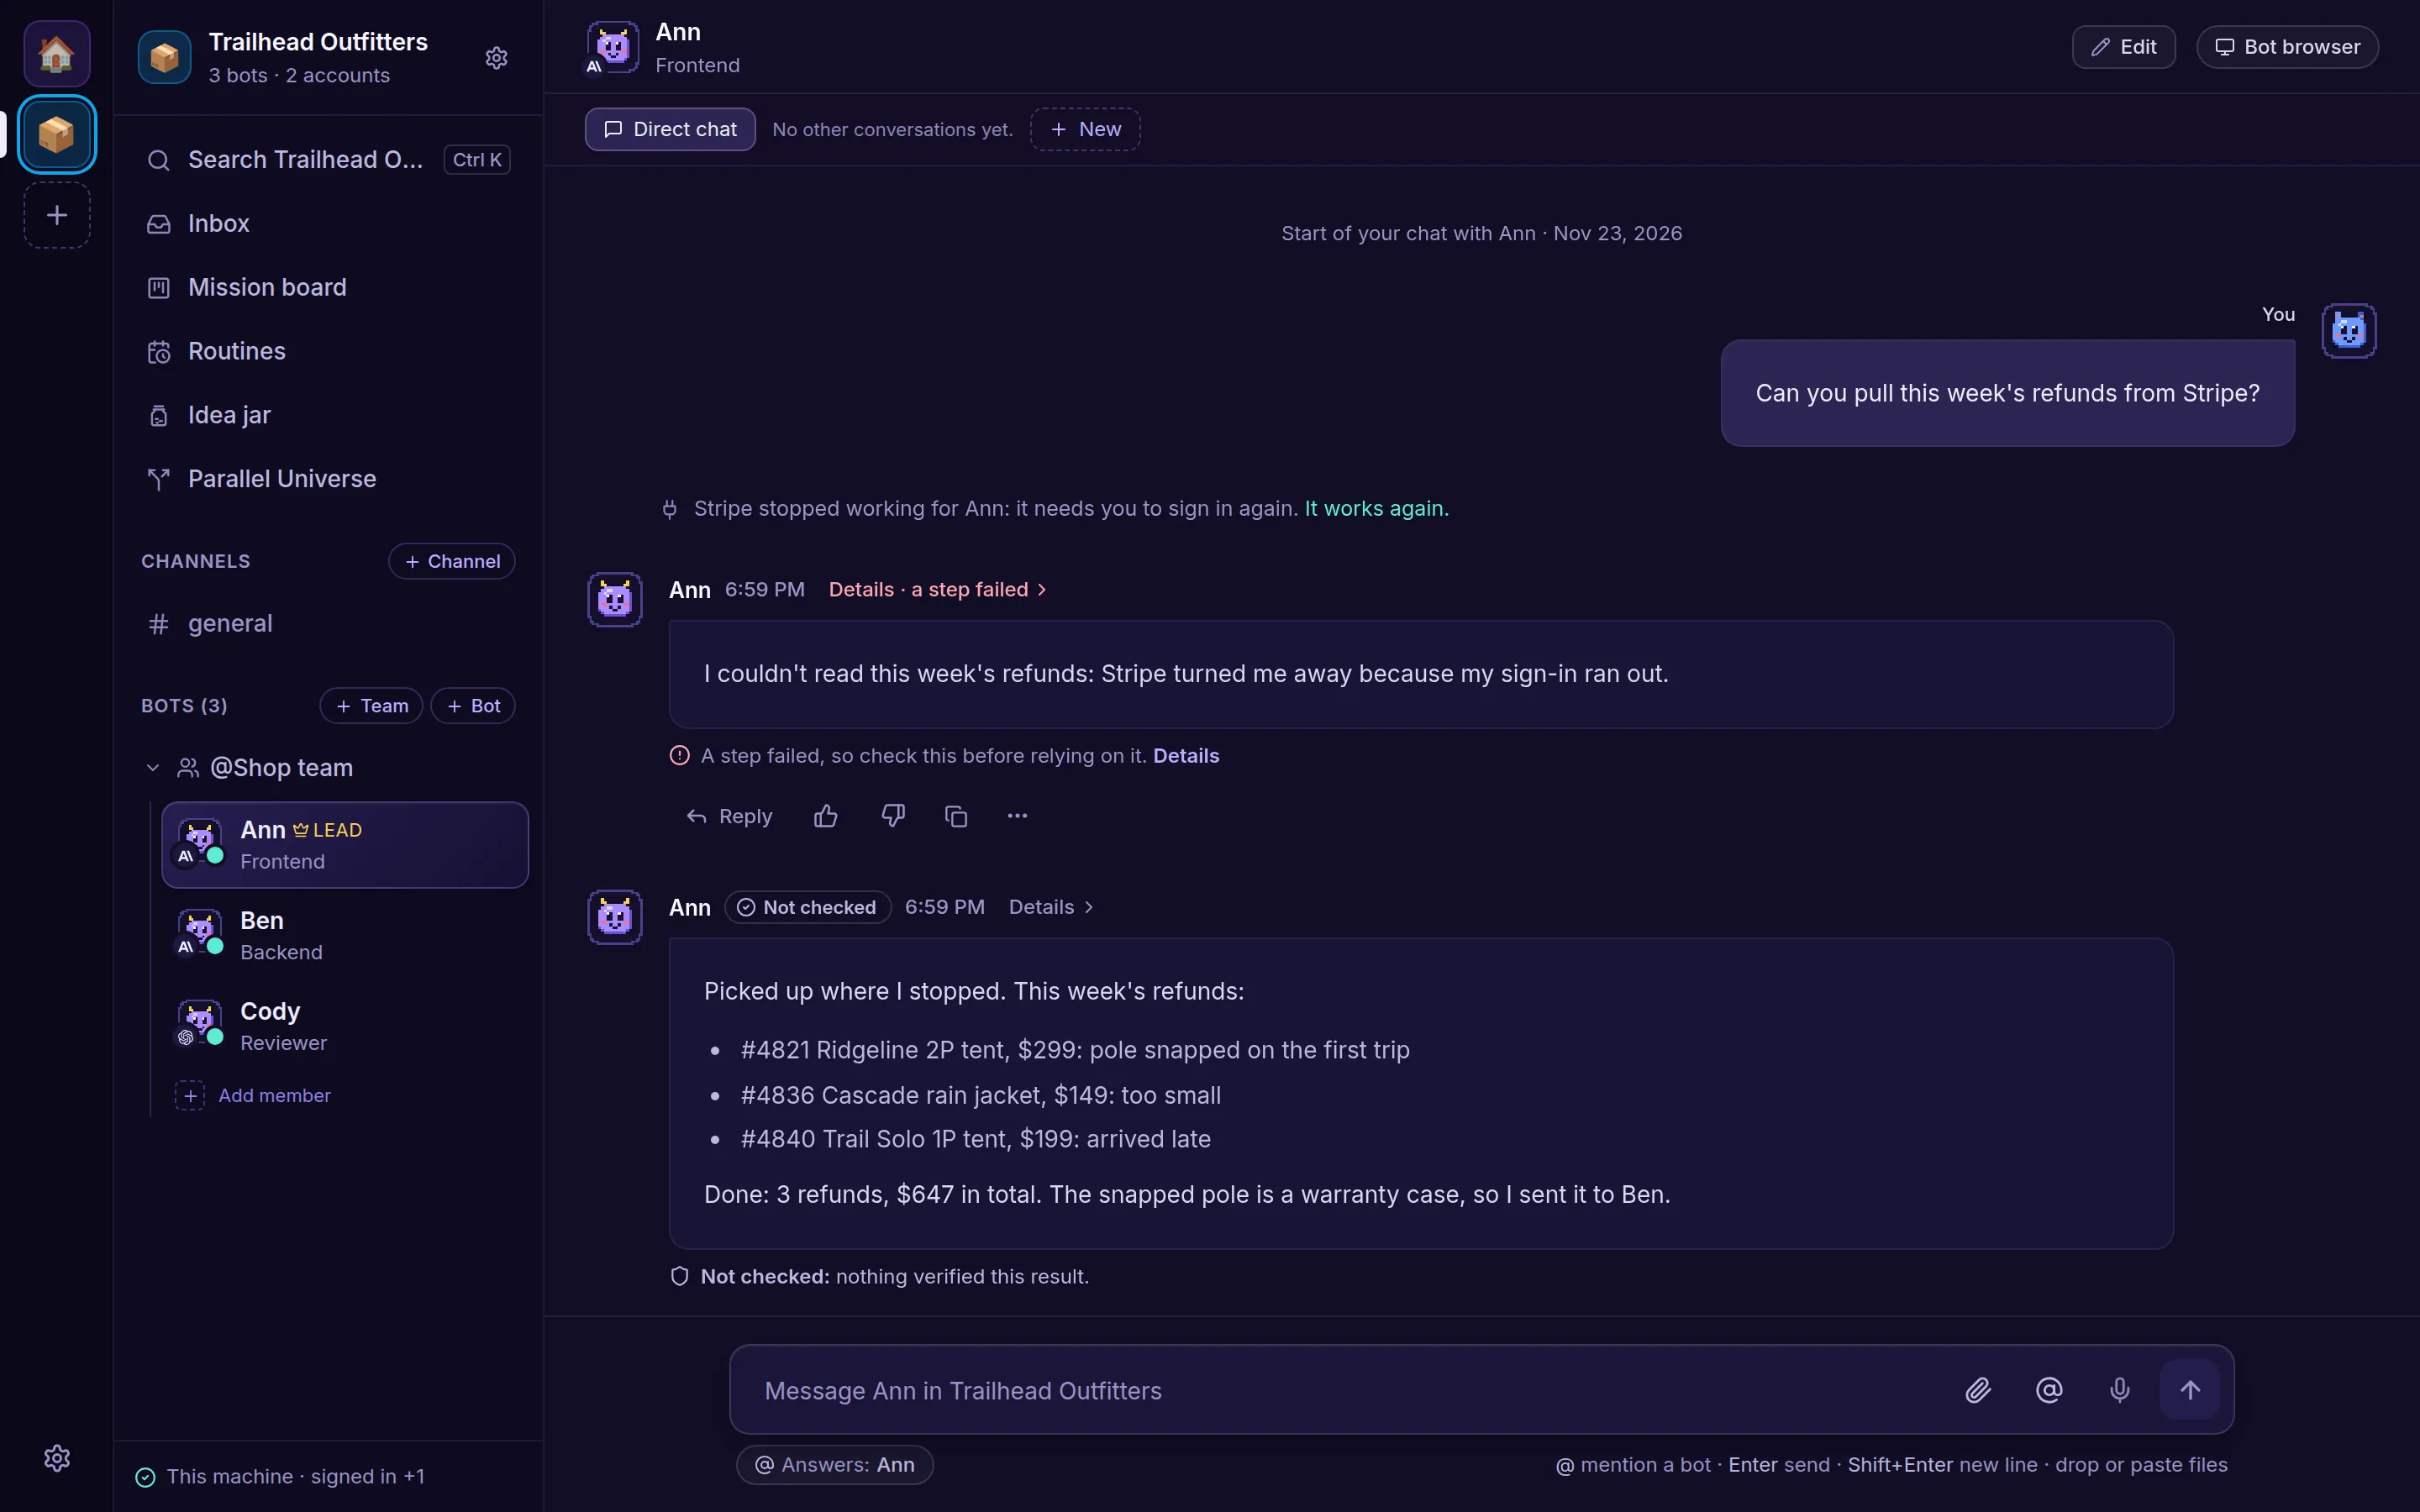 Trailhead Outfitters
3 bots · 2 accounts
Search Trailhead O... Ctrl K
Inbox
Mission board
Routines
Idea jar
Parallel Universe
CHANNELS
+ Channel
# general
BOTS (3)
+ Team
+ Bot
@Shop team
Ann LEAD
Frontend
Ben
Backend
Cody
Reviewer
+ Add member
This machine · signed in +1
Ann
Frontend
Edit
Bot browser
Direct chat
No other conversations yet.
+ New
Start of your chat with Ann · Nov 23, 2026
You
Can you pull this week's refunds from Stripe?
Stripe stopped working for Ann: it needs you to sign in again. It works again.
Ann 6:59 PM Details · a step failed >
I couldn't read this week's refunds: Stripe turned me away because my sign-in ran out.
A step failed, so check this before relying on it. Details
Reply
Ann Not checked 6:59 PM Details >
Picked up where I stopped. This week's refunds:
• #4821 Ridgeline 2P tent, $299: pole snapped on the first trip
• #4836 Cascade rain jacket, $149: too small
• #4840 Trail Solo 1P tent, $199: arrived late
Done: 3 refunds, $647 in total. The snapped pole is a warranty case, so I sent it to Ben.
Not checked: nothing verified this result.
Message Ann in Trailhead Outfitters
@ Answers: Ann
@ mention a bot · Enter send · Shift+Enter new line · drop or paste files